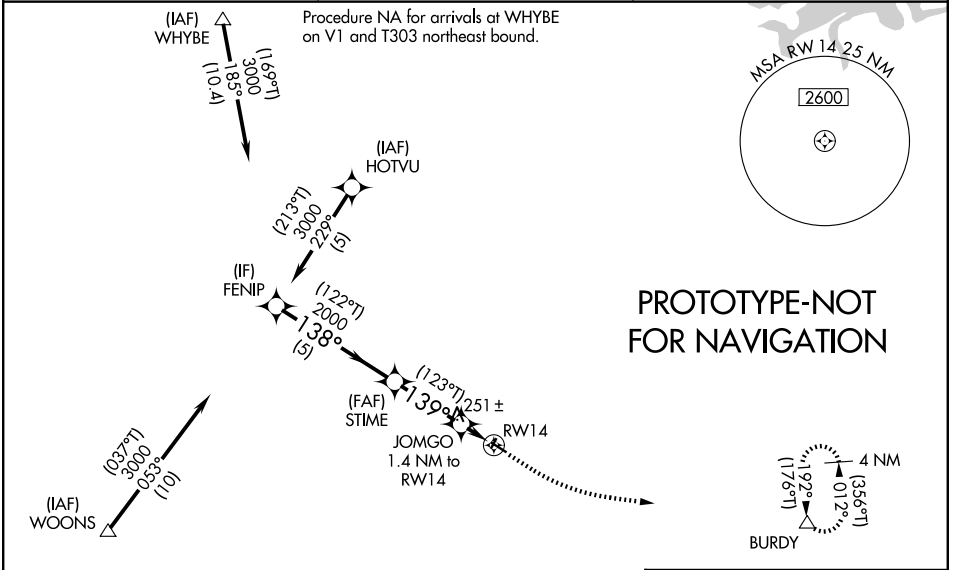 (IAF)
WHYBE
Procedure NA for arrivals at WHYBE
on V1 and T303 northeast bound.
(169°T)
3000
185°
(10.4)
MSA RW 14 25 NM
2600
(IAF)
HOTVU
(213°T)
3000
229°
(5)
(IF)
FENIP
(122°T)
2000
138°
(5)
PROTOTYPE-NOT
FOR NAVIGATION
(FAF)
STIME
(123°T)
139°
251 ±
RW14
JOMGO
1.4 NM to
RW14
(037°T)
3000
053°
(10)
(IAF)
WOONS
4 NM
192°
(176°T)
012°
(356°T)
BURDY